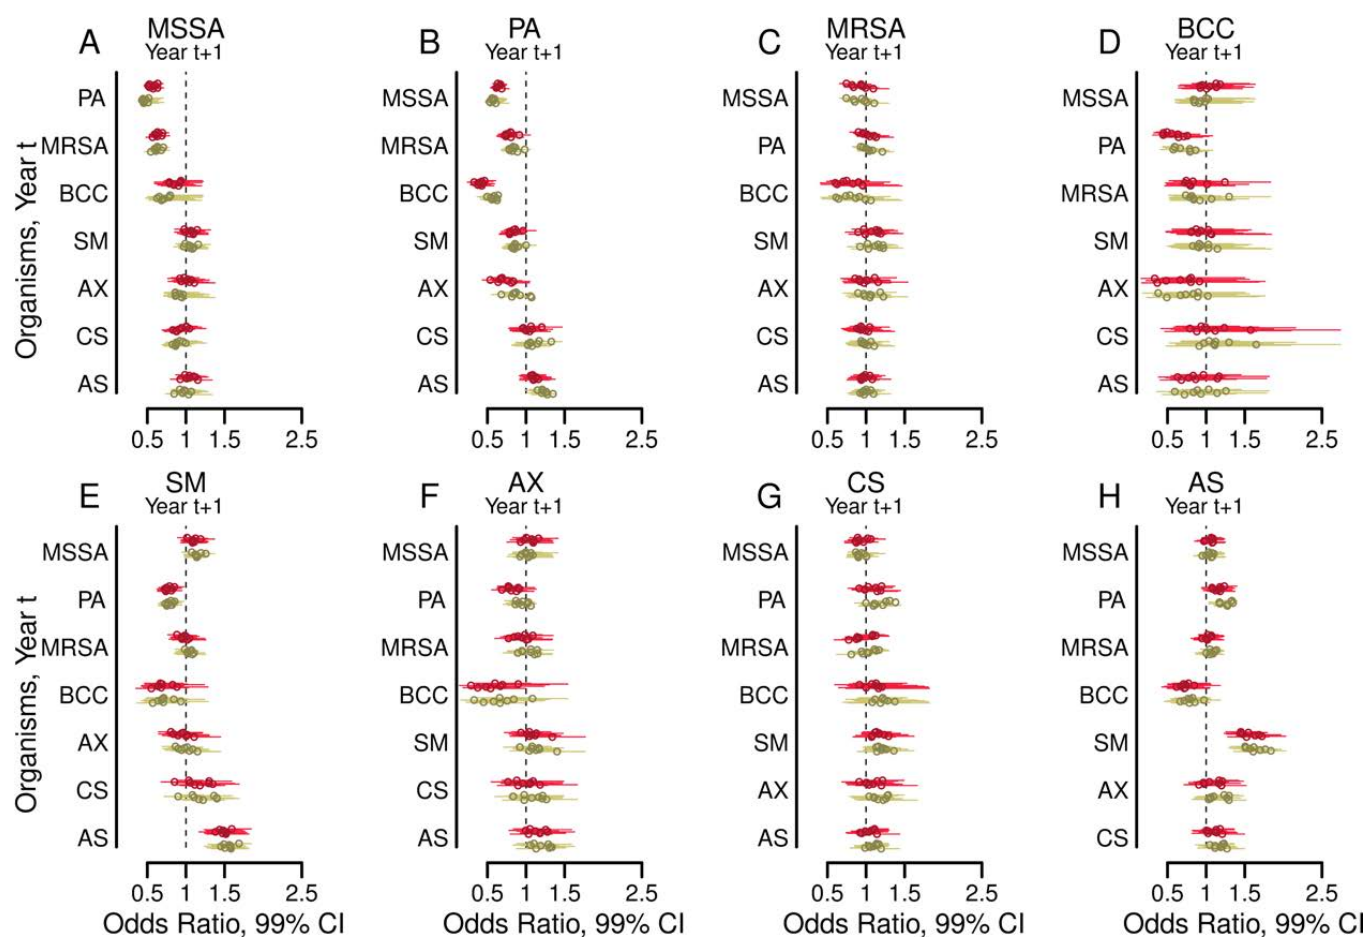 A MSSA
Year t+1
B PA
Year t+1
C MRSA
Year t+1
D BCC
Year t+1
Organisms, Year t
PA
MRSA
BCC
SM
AX
CS
AS
0.5 1 1.5 2.5
MSSA
MRSA
BCC
SM
AX
CS
AS
0.5 1 1.5 2.5
MSSA
PA
BCC
SM
AX
CS
AS
0.5 1 1.5 2.5
MSSA
PA
MRSA
SM
AX
CS
AS
0.5 1 1.5 2.5
E SM
Year t+1
F AX
Year t+1
G CS
Year t+1
H AS
Year t+1
Organisms, Year t
MSSA
PA
MRSA
BCC
AX
CS
AS
0.5 1 1.5 2.5
Odds Ratio, 99% CI
MSSA
PA
MRSA
BCC
SM
CS
AS
0.5 1 1.5 2.5
Odds Ratio, 99% CI
MSSA
PA
MRSA
BCC
SM
AX
AS
0.5 1 1.5 2.5
Odds Ratio, 99% CI
MSSA
PA
MRSA
BCC
SM
AX
CS
0.5 1 1.5 2.5
Odds Ratio, 99% CI